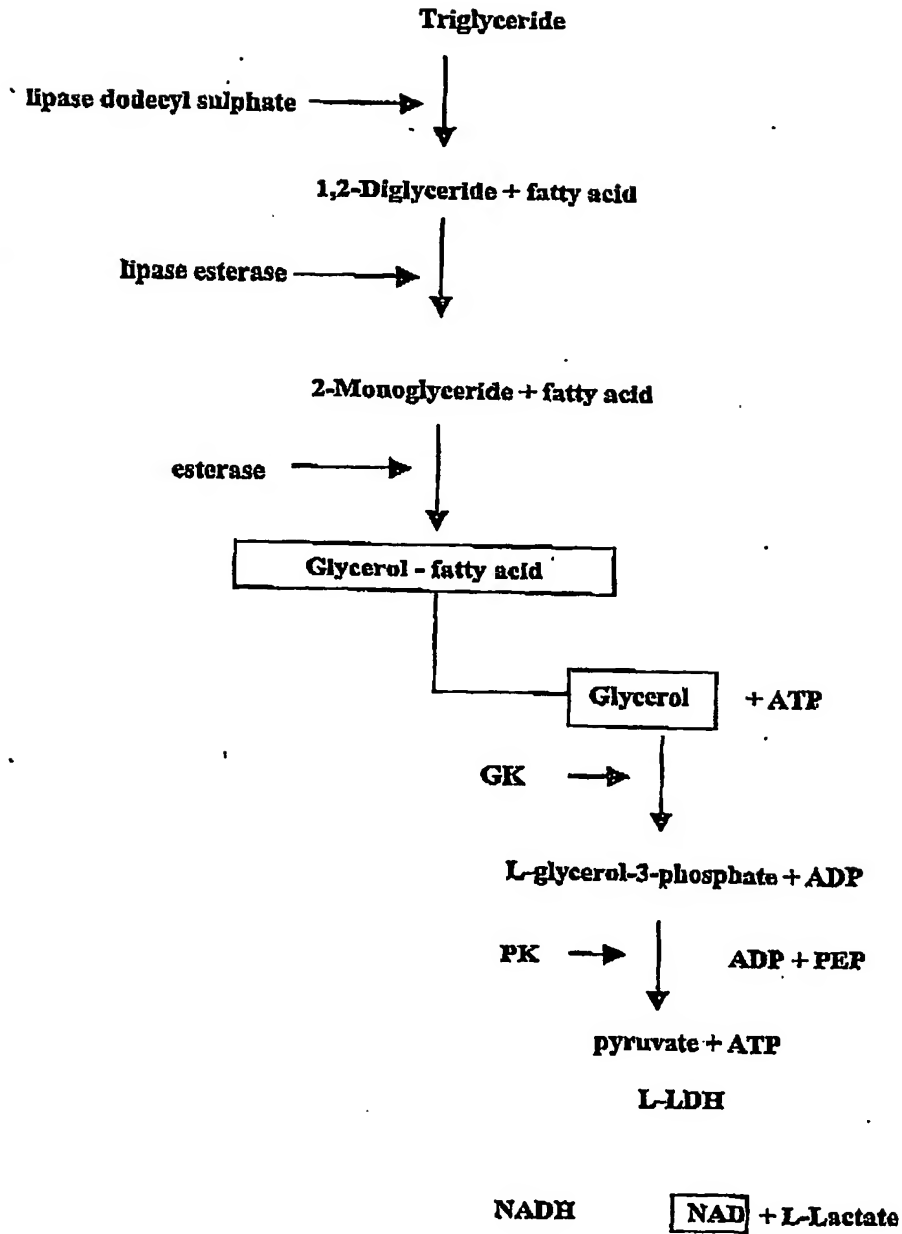 Triglyceride
lipase dodecyl sulphate
1,2-Diglyceride + fatty acid
lipase esterase
2-Monoglyceride + fatty acid
esterase
Glycerol - fatty acid
Glycerol + ATP
GK
L-glycerol-3-phosphate + ADP
PK ADP + PEP
pyruvate + ATP
L-LDH
NADH NAD + L-Lactate